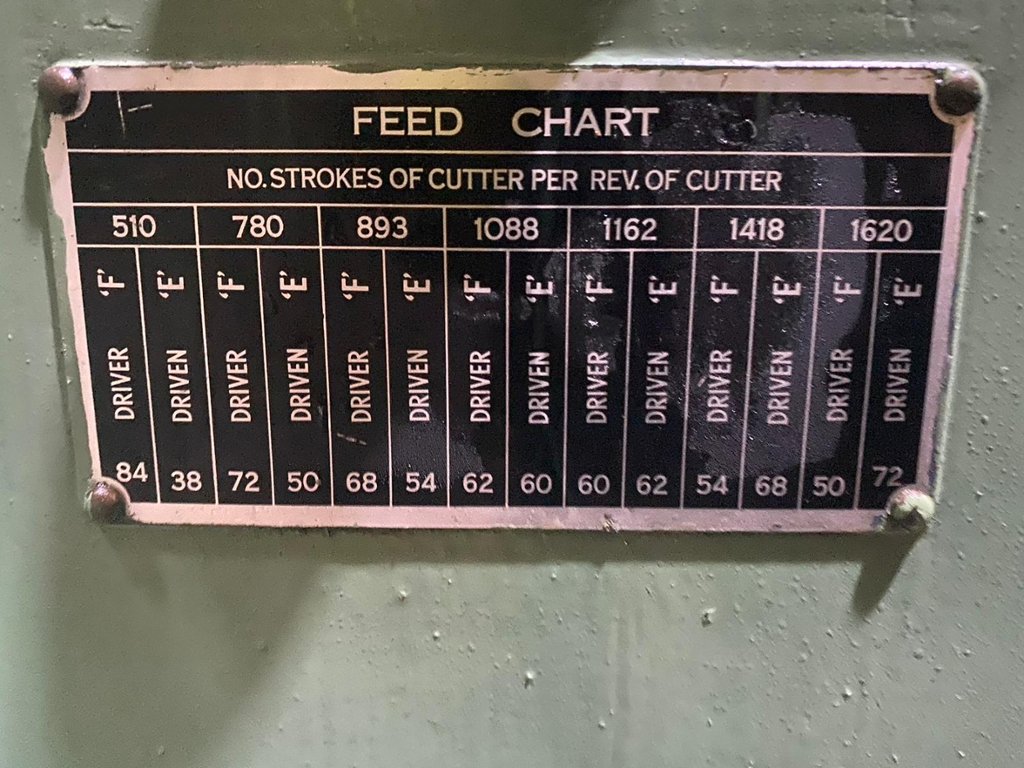 FEED CHART
NO. STROKES OF CUTTER PER REV. OF CUTTER
510 780 893 1088 1162 1418 1620
DRIVER 'F' DRIVEN 'E' DRIVER 'F' DRIVEN 'E' DRIVER 'F' DRIVEN 'E' DRIVER 'F' DRIVEN 'E' DRIVER 'F' DRIVEN 'E' DRIVER 'F' DRIVEN 'E' DRIVER 'F' DRIVEN 'E'
84 38 72 50 68 54 62 60 60 62 54 68 50 72